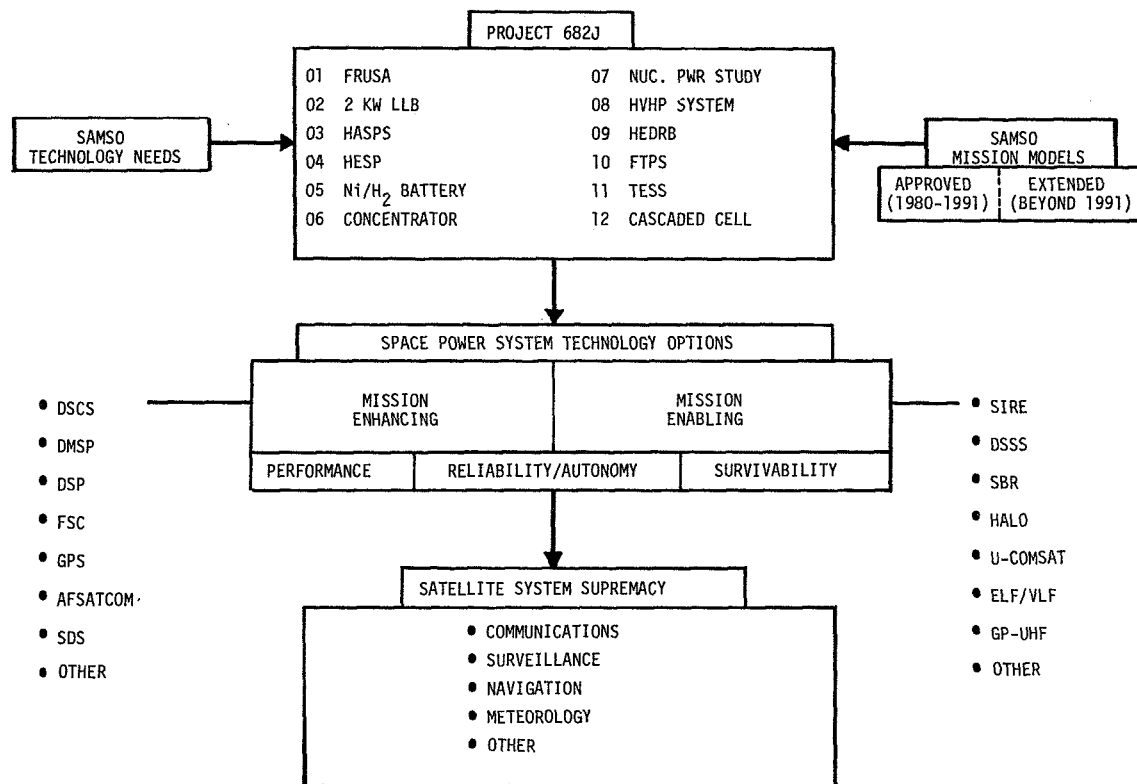 PROJECT 682J
01 FRUSA
02 2 KW LLB
03 HASPS
04 HESP
05 Ni/H2 BATTERY
06 CONCENTRATOR
07 NUC. PWR STUDY
08 HVHP SYSTEM
09 HEDRB
10 FTPS
11 TESS
12 CASCADED CELL
SAMSO
TECHNOLOGY NEEDS
SAMSO
MISSION MODELS
APPROVED
(1980-1991)
EXTENDED
(BEYOND 1991)
SPACE POWER SYSTEM TECHNOLOGY OPTIONS
MISSION
ENHANCING
MISSION
ENABLING
PERFORMANCE
RELIABILITY/AUTONOMY
SURVIVABILITY
• DSCS
• DMSP
• DSP
• FSC
• GPS
• AFSATCOM
• SDS
• OTHER
• SIRE
• DSSS
• SBR
• HALO
• U-COMSAT
• ELF/VLF
• GP-UHF
• OTHER
SATELLITE SYSTEM SUPREMACY
• COMMUNICATIONS
• SURVEILLANCE
• NAVIGATION
• METEOROLOGY
• OTHER